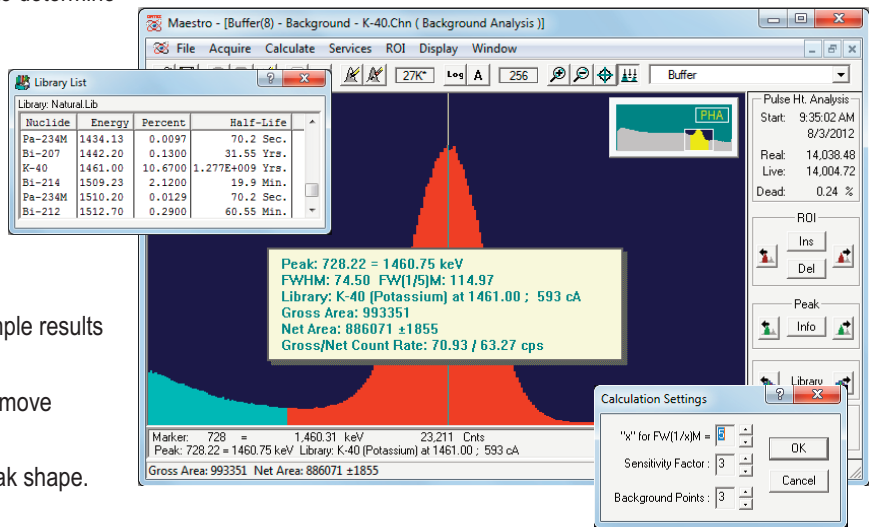 o determine
Maestro - [Buffer(8) - Background - K-40.Chn ( Background Analysis )]
File Acquire Calculate Services ROI Display Window
27K* Log A 256 Buffer
Library List
Library: Natural.Lib
Nuclide Energy Percent Half-Life
Pa-234M 1434.13 0.0097 70.2 Sec.
Bi-207 1442.20 0.1300 31.55 Yrs.
K-40 1461.00 10.6700 1.277E+009 Yrs.
Bi-214 1509.23 2.1200 19.9 Min.
Pa-234M 1510.20 0.0129 70.2 Sec.
Bi-212 1512.70 0.2900 60.55 Min.
PHA
Pulse Ht. Analysis
Start: 9:35:02 AM
8/3/2012
Real: 14,038.48
Live: 14,004.72
Dead: 0.24 %
ROI
Ins
Del
Peak
Info
Library
Peak: 728.22 = 1460.75 keV
FWHM: 74.50 FW(1/5)M: 114.97
Library: K-40 (Potassium) at 1461.00 ; 593 cA
Gross Area: 993351
Net Area: 886071 ±1855
Gross/Net Count Rate: 70.93 / 63.27 cps
mple results
move
ak shape.
Marker: 728 = 1,460.31 keV 23,211 Cnts
Peak: 728.22 = 1460.75 keV Library: K-40 (Potassium) at 1461.00 ; 593 cA
Gross Area: 993351 Net Area: 886071 ±1855
Calculation Settings
"x" for FW(1/x)M = 5
Sensitivity Factor : 3
Background Points : 3
OK
Cancel